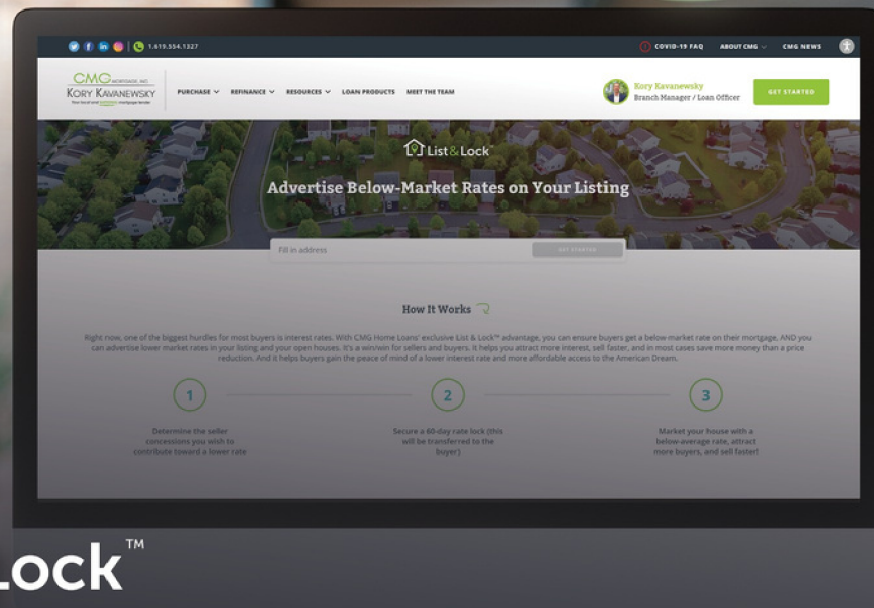 1.619.554.1327
COVID-19 FAQ ABOUT CMG CMG NEWS
CMG MORTGAGE, INC.
KORY KAVANEWSKY
Your local and national mortgage lender
PURCHASE REFINANCE RESOURCES LOAN PRODUCTS MEET THE TEAM
Kory Kavanewsky
Branch Manager / Loan Officer
GET STARTED
List&Lock™
Advertise Below-Market Rates on Your Listing
Fill in address
GET STARTED
How It Works
Right now, one of the biggest hurdles for most buyers is interest rates. With CMG Home Loans' exclusive List & Lock™ advantage, you can ensure buyers get a below-market rate on their mortgage, AND you
can advertise lower market rates in your listing and your open houses. It's a win/win for sellers and buyers. It helps you attract more interest, sell faster, and in most cases save more money than a price
reduction. And it helps buyers gain the peace of mind of a lower interest rate and more affordable access to the American Dream.
1
Determine the seller
concessions you wish to
contribute toward a lower rate
2
Secure a 60-day rate lock (this
will be transferred to the
buyer)
3
Market your house with a
below-average rate, attract
more buyers, and sell faster!
Lock™